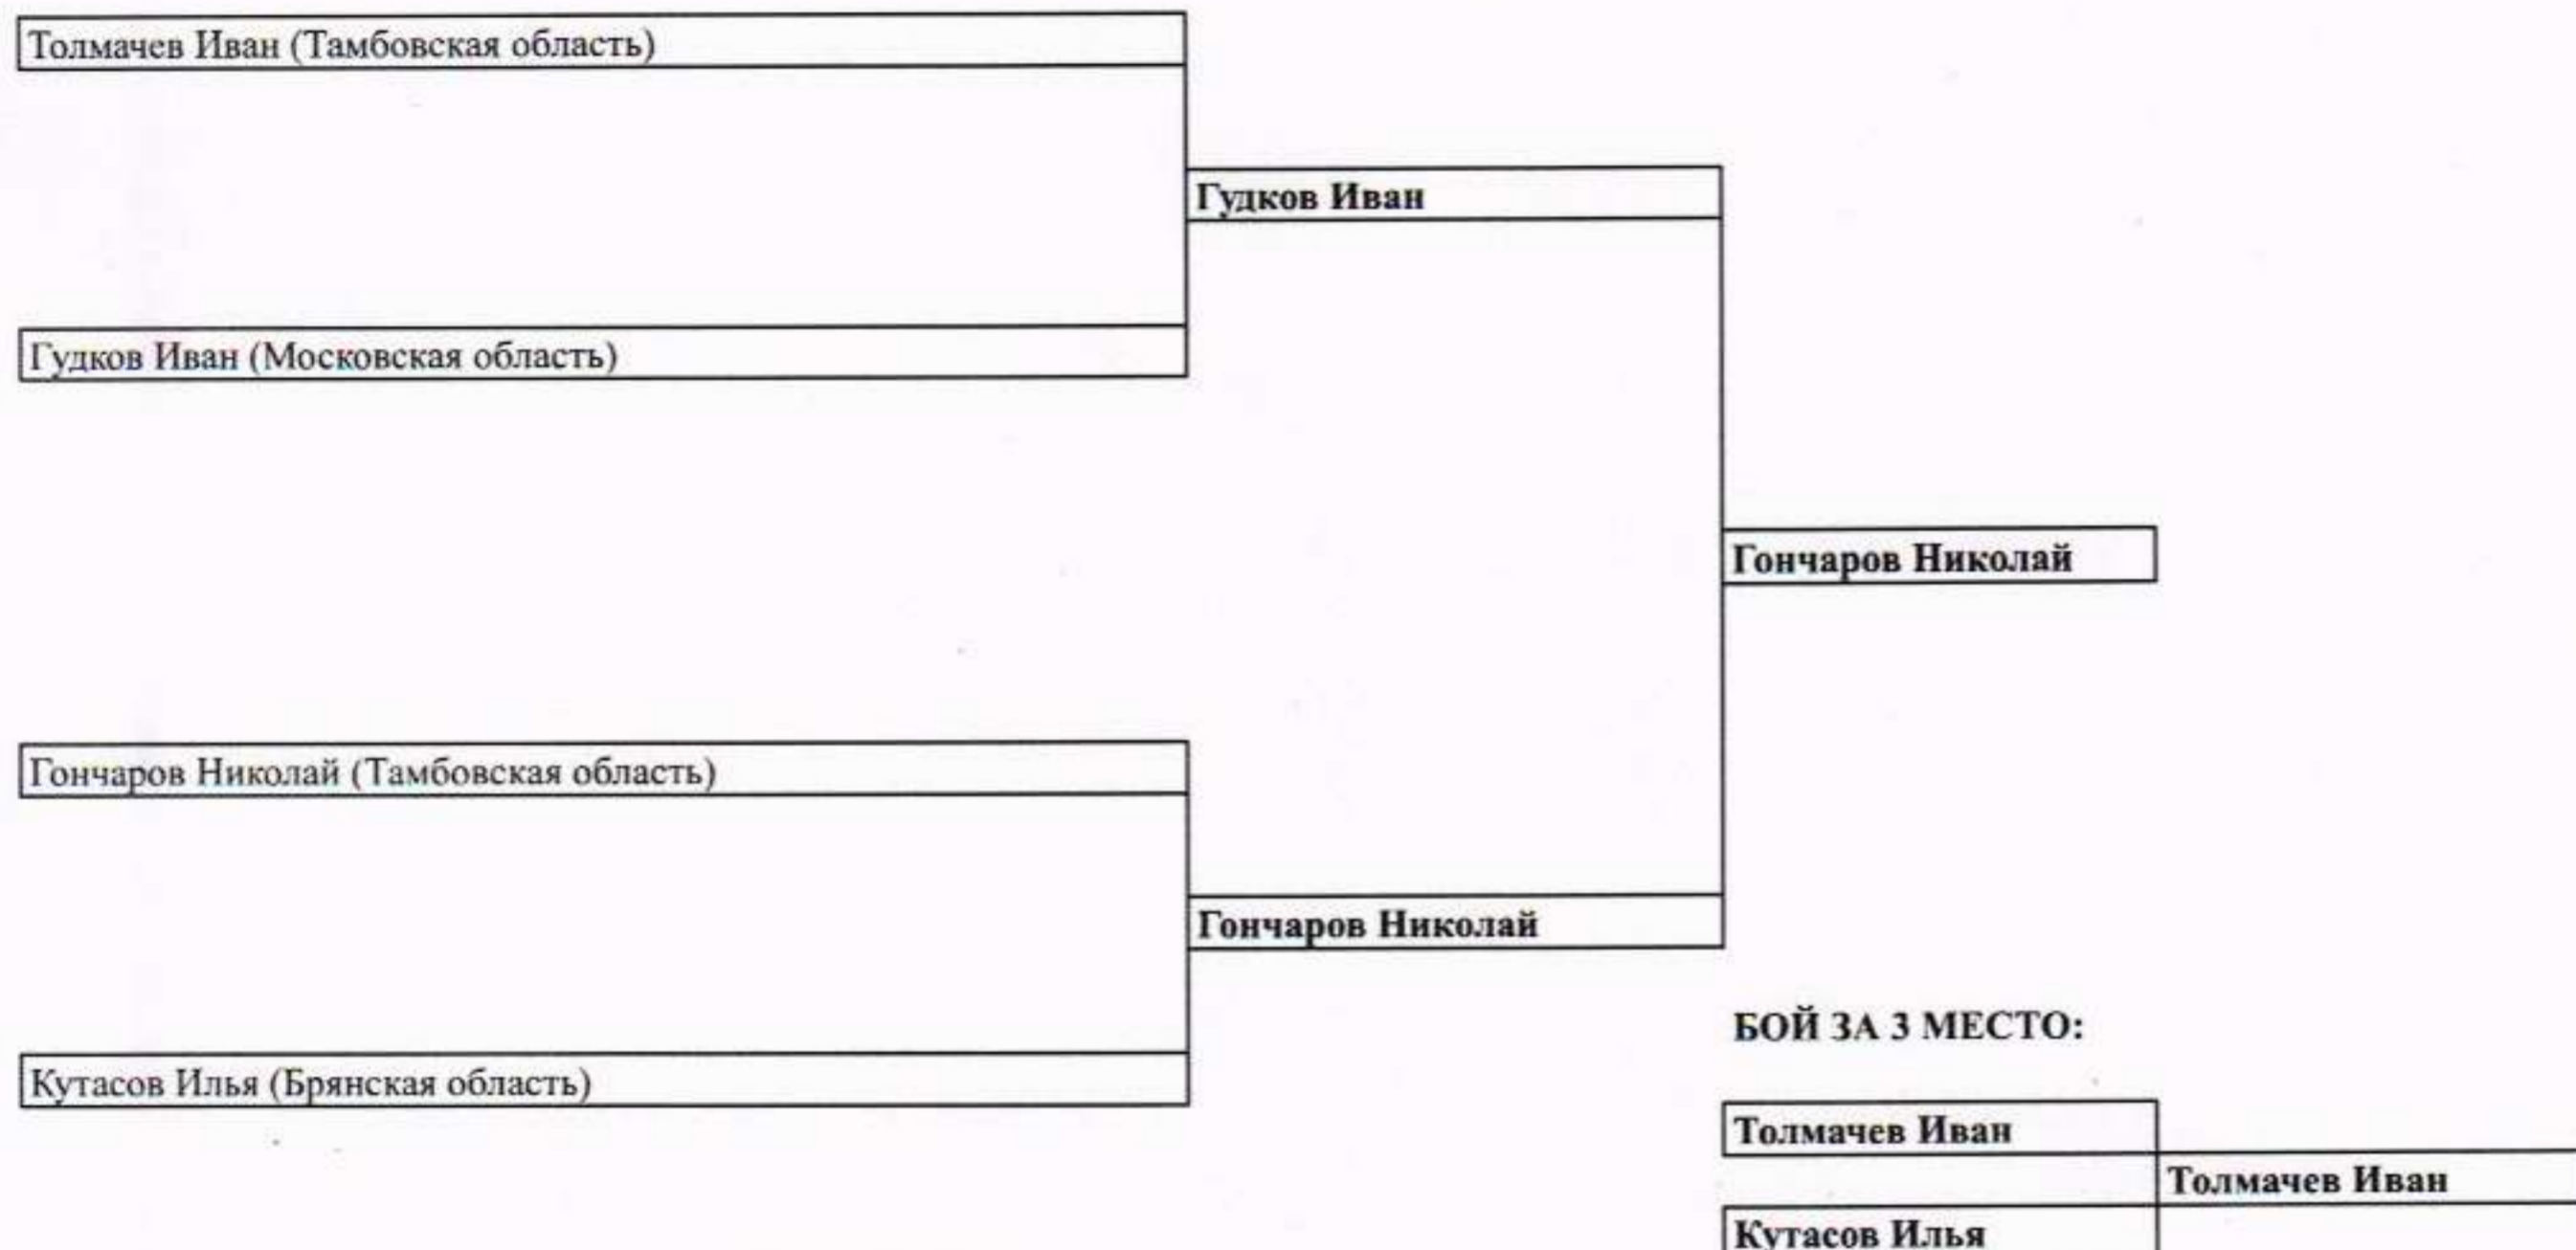 Толмачев Иван (Тамбовская область)
Гудков Иван
Гудков Иван (Московская область)
Гончаров Николай
Гончаров Николай (Тамбовская область)
Гончаров Николай
Кутасов Илья (Брянская область)
БОЙ ЗА 3 МЕСТО:
Толмачев Иван
Толмачев Иван
Кутасов Илья